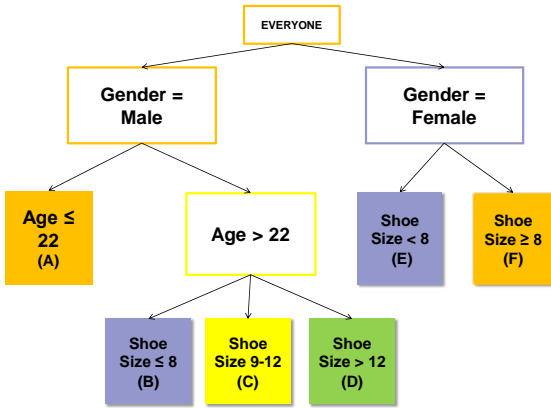 EVERYONE
Gender =
Male
Gender =
Female
Age ≤
22
(A)
Age > 22
Shoe
Size < 8
(E)
Shoe
Size ≥ 8
(F)
Shoe
Size ≤ 8
(B)
Shoe
Size 9-12
(C)
Shoe
Size > 12
(D)